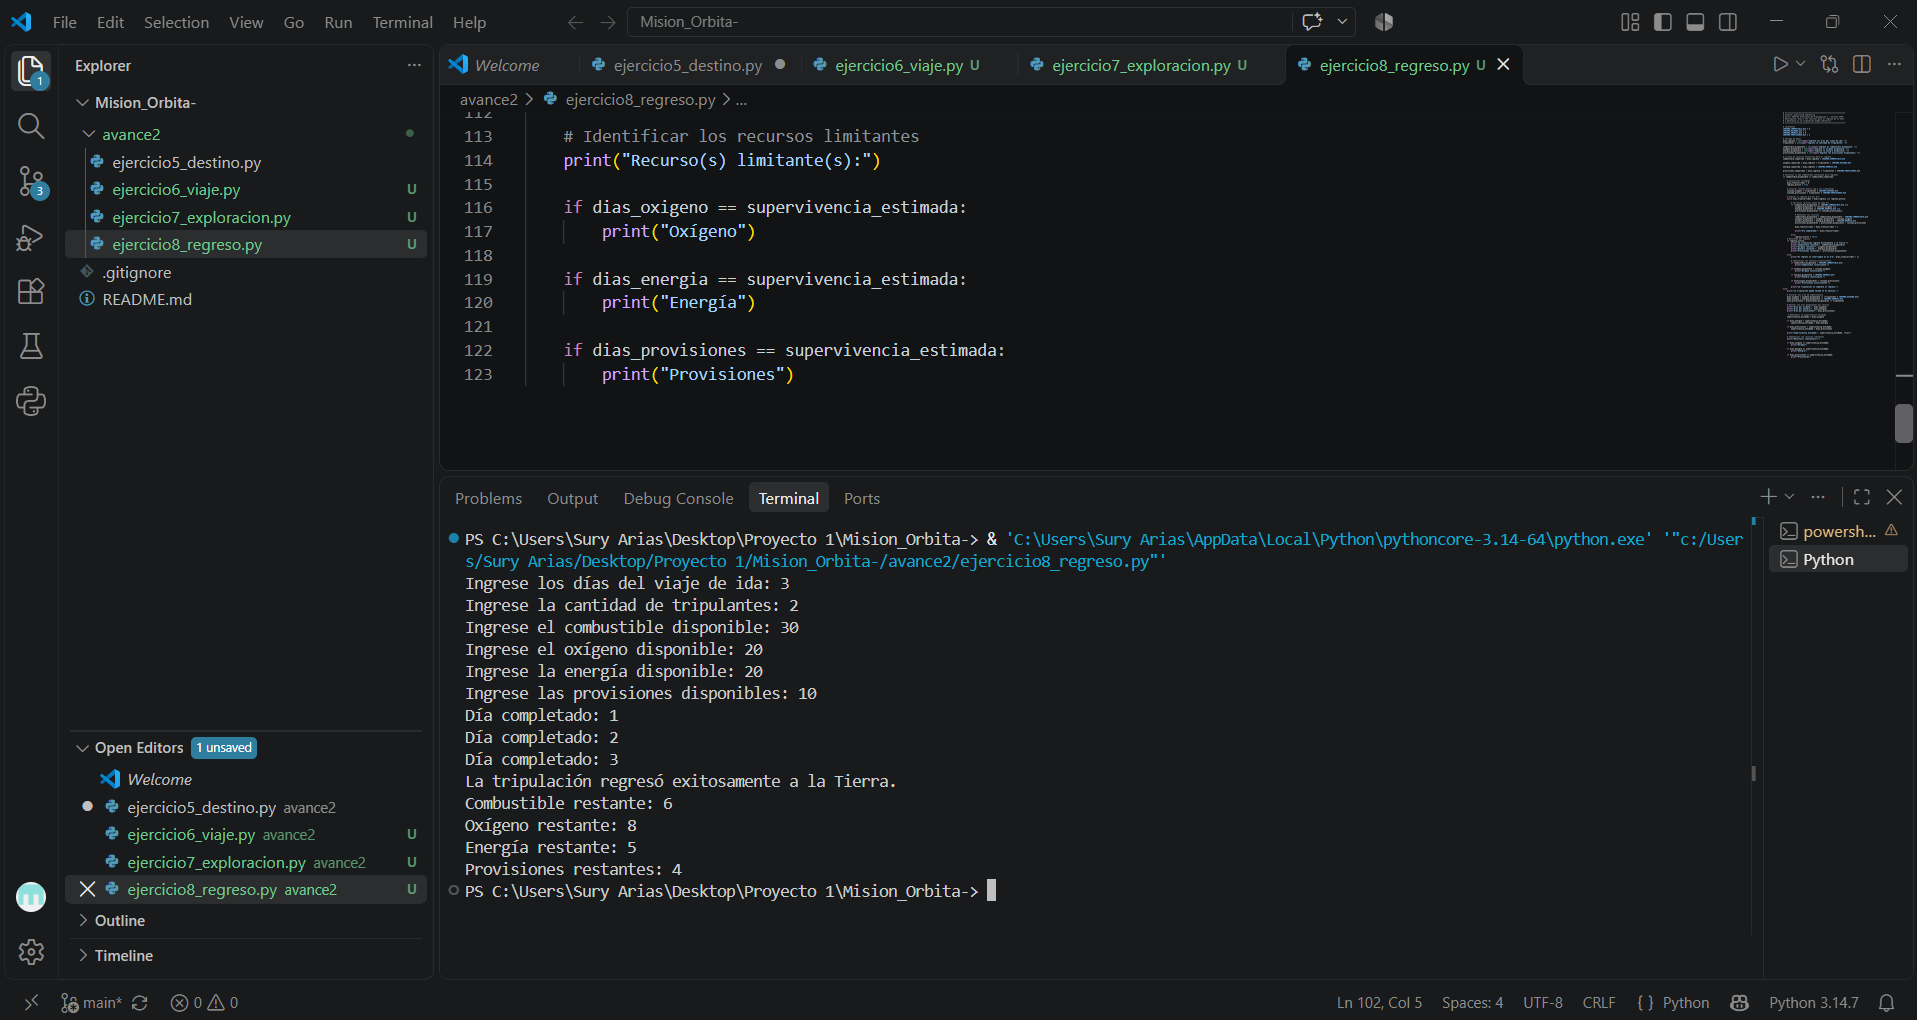 File Edit Selection View Go Run Terminal Help
Mision_Orbita-
Explorer
Mision_Orbita-
avance2
ejercicio5_destino.py
ejercicio6_viaje.py U
ejercicio7_exploracion.py U
ejercicio8_regreso.py U
.gitignore
README.md
1
3
Open Editors 1 unsaved
Welcome
ejercicio5_destino.py avance2
ejercicio6_viaje.py avance2 U
ejercicio7_exploracion.py avance2 U
ejercicio8_regreso.py avance2 U
Outline
Timeline
Welcome ejercicio5_destino.py ejercicio6_viaje.py U ejercicio7_exploracion.py U ejercicio8_regreso.py U
avance2 > ejercicio8_regreso.py > ...
112
113 # Identificar los recursos limitantes
114 print("Recurso(s) limitante(s):")
115
116 if dias_oxigeno == supervivencia_estimada:
117 print("Oxígeno")
118
119 if dias_energia == supervivencia_estimada:
120 print("Energía")
121
122 if dias_provisiones == supervivencia_estimada:
123 print("Provisiones")
Problems Output Debug Console Terminal Ports
PS C:\Users\Sury Arias\Desktop\Proyecto 1\Mision_Orbita-> & 'C:\Users\Sury Arias\AppData\Local\Python\pythoncore-3.14-64\python.exe' '"c:/User
s/Sury Arias/Desktop/Proyecto 1/Mision_Orbita-/avance2/ejercicio8_regreso.py"'
Ingrese los días del viaje de ida: 3
Ingrese la cantidad de tripulantes: 2
Ingrese el combustible disponible: 30
Ingrese el oxígeno disponible: 20
Ingrese la energía disponible: 20
Ingrese las provisiones disponibles: 10
Día completado: 1
Día completado: 2
Día completado: 3
La tripulación regresó exitosamente a la Tierra.
Combustible restante: 6
Oxígeno restante: 8
Energía restante: 5
Provisiones restantes: 4
PS C:\Users\Sury Arias\Desktop\Proyecto 1\Mision_Orbita->
powersh...
Python
main* 0 0
Ln 102, Col 5 Spaces: 4 UTF-8 CRLF { } Python Python 3.14.7